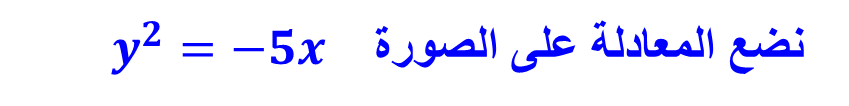 نضع المعادلة على الصورة y² = −5x